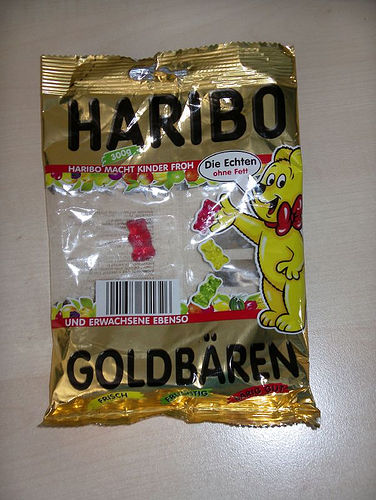 HARIBO
300g
HARIBO MACHT KINDER FROH
Die Echten
ohne Fett
UND ERWACHSENE EBENSO
GOLDBÄREN
FRISCH